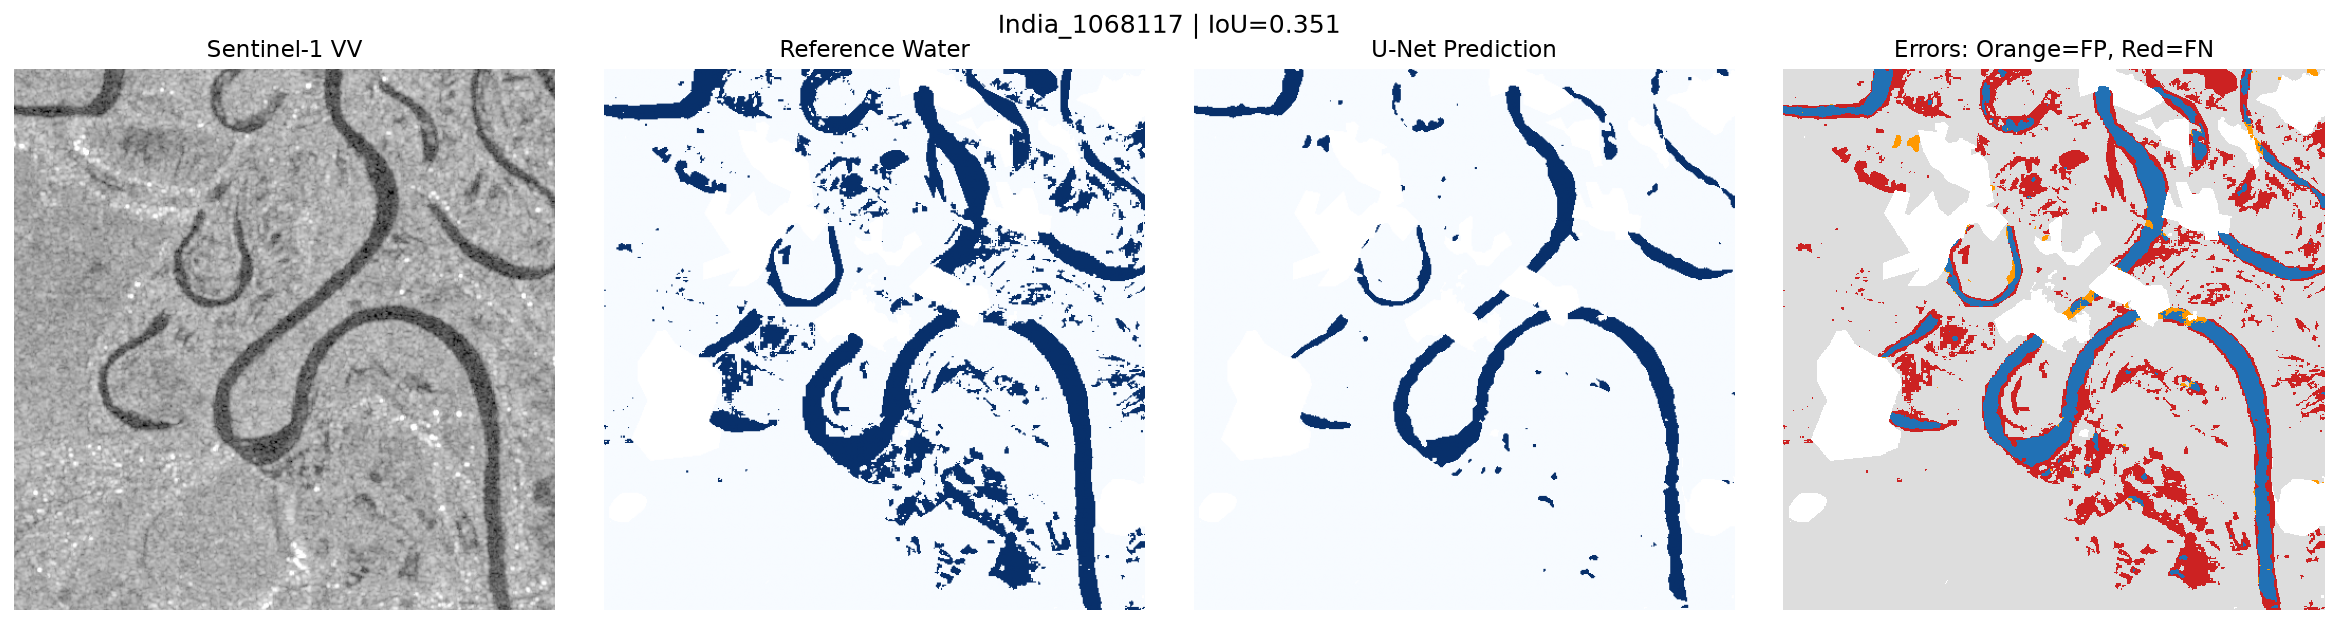 India_1068117 | IoU=0.351
Sentinel-1 VV
Reference Water
U-Net Prediction
Errors: Orange=FP, Red=FN